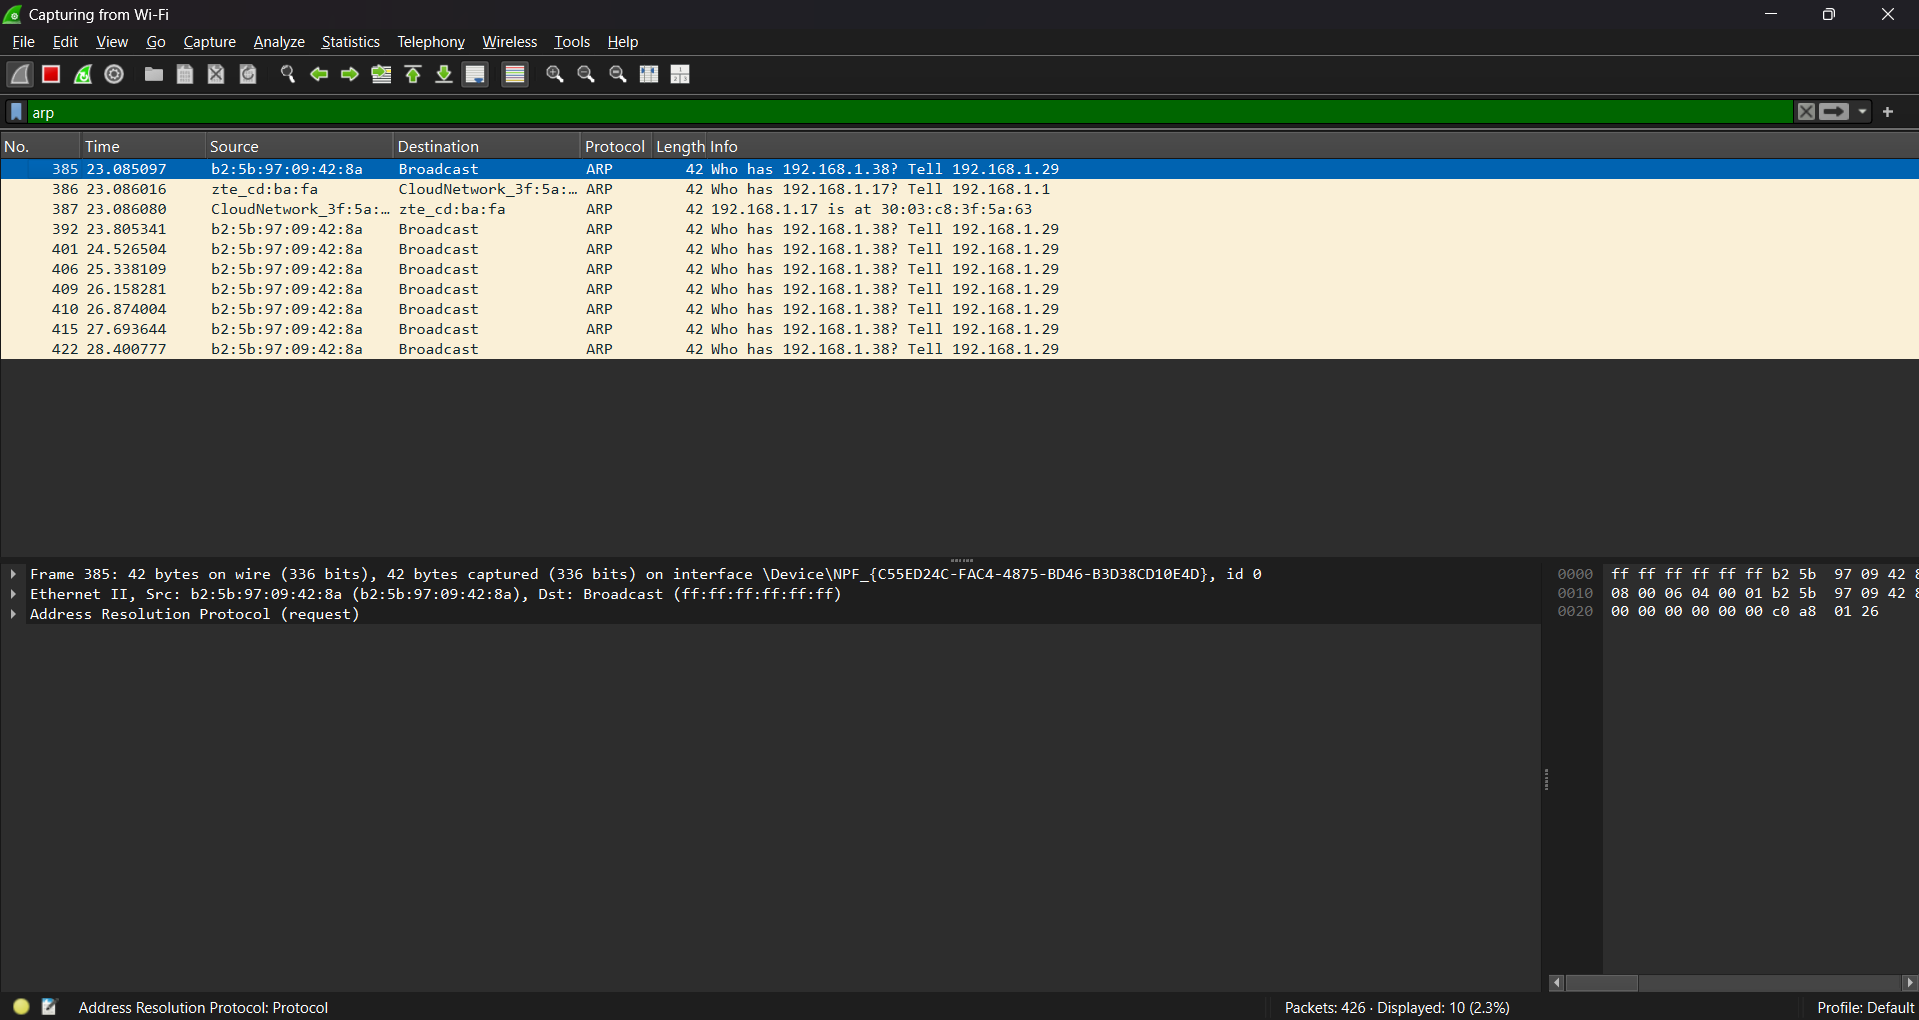 Capturing from Wi-Fi
File Edit View Go Capture Analyze Statistics Telephony Wireless Tools Help
arp
No. Time Source Destination Protocol Length Info
385 23.085097 b2:5b:97:09:42:8a Broadcast ARP 42 Who has 192.168.1.38? Tell 192.168.1.29
386 23.086016 zte_cd:ba:fa CloudNetwork_3f:5a:… ARP 42 Who has 192.168.1.17? Tell 192.168.1.1
387 23.086080 CloudNetwork_3f:5a:… zte_cd:ba:fa ARP 42 192.168.1.17 is at 30:03:c8:3f:5a:63
392 23.805341 b2:5b:97:09:42:8a Broadcast ARP 42 Who has 192.168.1.38? Tell 192.168.1.29
401 24.526504 b2:5b:97:09:42:8a Broadcast ARP 42 Who has 192.168.1.38? Tell 192.168.1.29
406 25.338109 b2:5b:97:09:42:8a Broadcast ARP 42 Who has 192.168.1.38? Tell 192.168.1.29
409 26.158281 b2:5b:97:09:42:8a Broadcast ARP 42 Who has 192.168.1.38? Tell 192.168.1.29
410 26.874004 b2:5b:97:09:42:8a Broadcast ARP 42 Who has 192.168.1.38? Tell 192.168.1.29
415 27.693644 b2:5b:97:09:42:8a Broadcast ARP 42 Who has 192.168.1.38? Tell 192.168.1.29
422 28.400777 b2:5b:97:09:42:8a Broadcast ARP 42 Who has 192.168.1.38? Tell 192.168.1.29
Frame 385: 42 bytes on wire (336 bits), 42 bytes captured (336 bits) on interface \Device\NPF_{C55ED24C-FAC4-4875-BD46-B3D38CD10E4D}, id 0
Ethernet II, Src: b2:5b:97:09:42:8a (b2:5b:97:09:42:8a), Dst: Broadcast (ff:ff:ff:ff:ff:ff)
Address Resolution Protocol (request)
0000 ff ff ff ff ff ff b2 5b 97 09 42
0010 08 00 06 04 00 01 b2 5b 97 09 42
0020 00 00 00 00 00 00 c0 a8 01 26
Address Resolution Protocol: Protocol
Packets: 426 · Displayed: 10 (2.3%)
Profile: Default